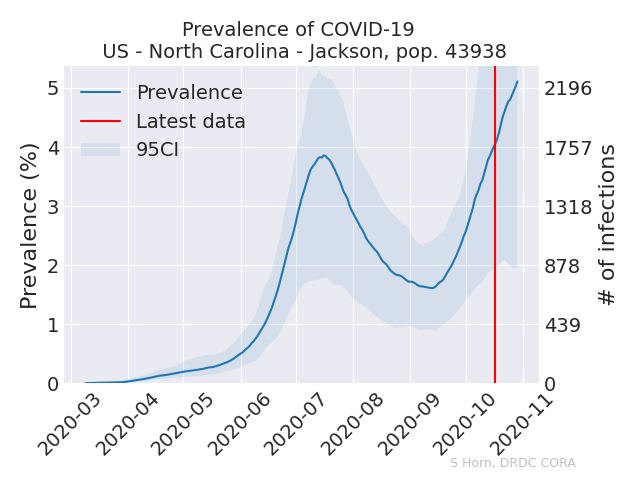 Prevalence of COVID-19
US - North Carolina - Jackson, pop. 43938
Prevalence
Latest data
95CI
Prevalence (%)
5
4
3
2
1
0
2196
1757
1318
878
439
0
# of infections
2020-03
2020-04
2020-05
2020-06
2020-07
2020-08
2020-09
2020-10
2020-11
S Horn, DRDC CORA